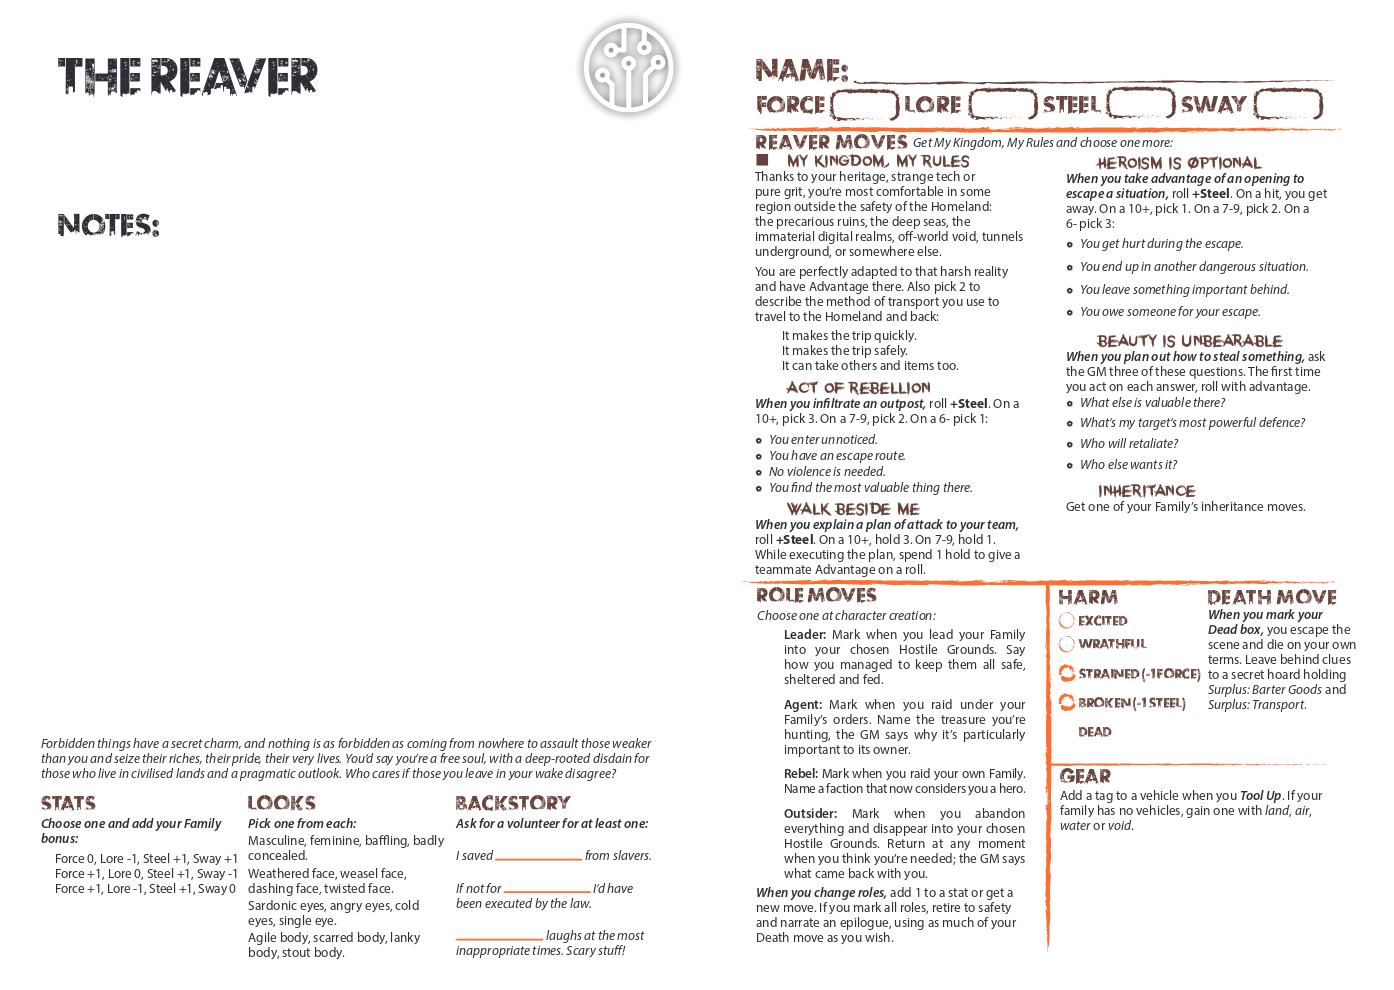 THE REAVER
NOTES:
Forbidden things have a secret charm, and nothing is as forbidden as coming from nowhere to assault those weaker
than you and seize their riches, their pride, their very lives. You'd say you're a free soul, with a deep-rooted disdain for
those who live in civilised lands and a pragmatic outlook. Who cares if those you leave in your wake disagree?
STATS
Choose one and add your Family
bonus:
Force 0, Lore -1, Steel +1, Sway +1
Force +1, Lore 0, Steel +1, Sway -1
Force +1, Lore -1, Steel +1, Sway 0
LOOKS
Pick one from each:
Masculine, feminine, baffling, badly
concealed.
Weathered face, weasel face,
dashing face, twisted face.
Sardonic eyes, angry eyes, cold
eyes, single eye.
Agile body, scarred body, lanky
body, stout body.
BACKSTORY
Ask for a volunteer for at least one:
I saved from slavers.
If not for I'd have
been executed by the law.
laughs at the most
inappropriate times. Scary stuff!
NAME:
FORCE LORE STEEL SWAY
REAVER MOVES Get My Kingdom, My Rules and choose one more:
MY KINGDOM, MY RULES
Thanks to your heritage, strange tech or
pure grit, you're most comfortable in some
region outside the safety of the Homeland:
the precarious ruins, the deep seas, the
immaterial digital realms, off-world void, tunnels
underground, or somewhere else.
You are perfectly adapted to that harsh reality
and have Advantage there. Also pick 2 to
describe the method of transport you use to
travel to the Homeland and back:
It makes the trip quickly.
It makes the trip safely.
It can take others and items too.
ACT OF REBELLION
When you infiltrate an outpost, roll +Steel. On a
10+, pick 3. On a 7-9, pick 2. On a 6- pick 1:
You enter unnoticed.
You have an escape route.
No violence is needed.
You find the most valuable thing there.
WALK BESIDE ME
When you explain a plan of attack to your team,
roll +Steel. On a 10+, hold 3. On 7-9, hold 1.
While executing the plan, spend 1 hold to give a
teammate Advantage on a roll.
HEROISM IS OPTIONAL
When you take advantage of an opening to
escape a situation, roll +Steel. On a hit, you get
away. On a 10+, pick 1. On a 7-9, pick 2. On a
6- pick 3:
You get hurt during the escape.
You end up in another dangerous situation.
You leave something important behind.
You owe someone for your escape.
BEAUTY IS UNBEARABLE
When you plan out how to steal something, ask
the GM three of these questions. The first time
you act on each answer, roll with advantage.
What else is valuable there?
What's my target's most powerful defence?
Who will retaliate?
Who else wants it?
INHERITANCE
Get one of your Family's inheritance moves.
ROLE MOVES
Choose one at character creation:
Leader: Mark when you lead your Family
into your chosen Hostile Grounds. Say
how you managed to keep them all safe,
sheltered and fed.
Agent: Mark when you raid under your
Family's orders. Name the treasure you're
hunting, the GM says why it's particularly
important to its owner.
Rebel: Mark when you raid your own Family.
Name a faction that now considers you a hero.
Outsider: Mark when you abandon
everything and disappear into your chosen
Hostile Grounds. Return at any moment
when you think you're needed; the GM says
what came back with you.
When you change roles, add 1 to a stat or get a
new move. If you mark all roles, retire to safety
and narrate an epilogue, using as much of your
Death move as you wish.
HARM
EXCITED
WRATHFUL
STRAINED (-1 FORCE)
BROKEN (-1 STEEL)
DEAD
DEATH MOVE
When you mark your
Dead box, you escape the
scene and die on your own
terms. Leave behind clues
to a secret hoard holding
Surplus: Barter Goods and
Surplus: Transport.
GEAR
Add a tag to a vehicle when you Tool Up. If your
family has no vehicles, gain one with land, air,
water or void.